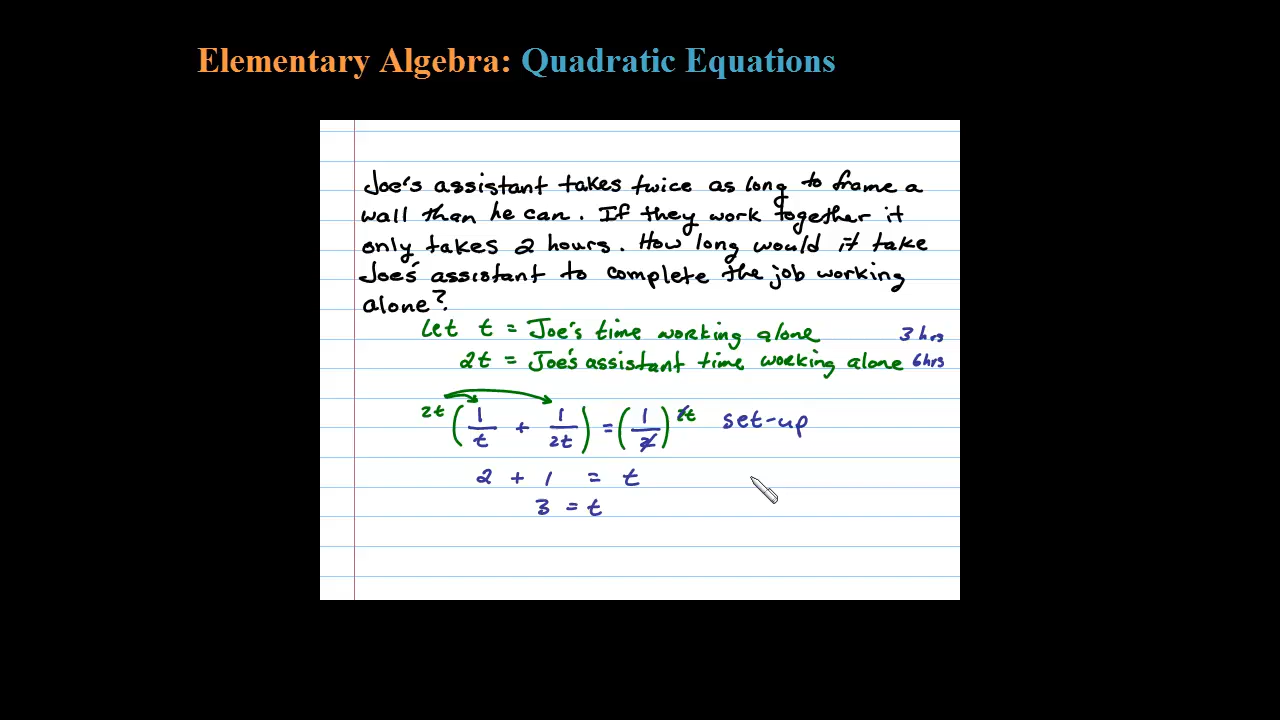 Elementary Algebra: Quadratic Equations
Joe's assistant takes twice as long to frame a
wall than he can. If they work together it
only takes 2 hours. How long would it take
Joe's assistant to complete the job working
alone?
Let t = Joe's time working alone 3 hrs
2t = Joe's assistant time working alone 6 hrs
2t (1/t + 1/2t) = (1/2) 2t set-up
2 + 1 = t
3 = t